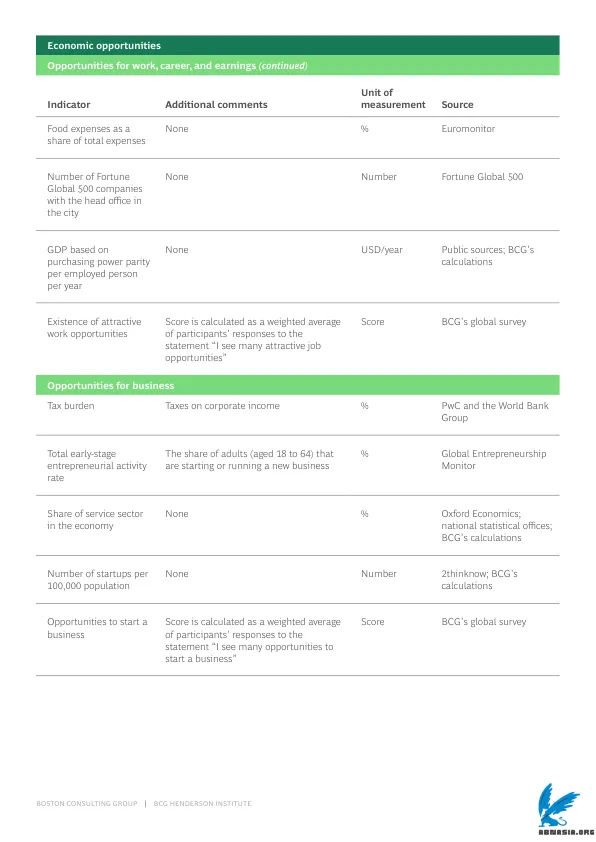 Economic opportunities
Opportunities for work, career, and earnings (continued)
Indicator
Additional comments
Unit of
measurement
Source
Food expenses as a
share of total expenses
None
%
Euromonitor
Number of Fortune
Global 500 companies
with the head office in
the city
None
Number
Fortune Global 500
GDP based on
purchasing power parity
per employed person
per year
None
USD/year
Public sources; BCG's
calculations
Existence of attractive
work opportunities
Score is calculated as a weighted average
of participants' responses to the
statement “I see many attractive job
opportunities”
Score
BCG's global survey
Opportunities for business
Tax burden
Taxes on corporate income
%
PwC and the World Bank
Group
Total early-stage
entrepreneurial activity
rate
The share of adults (aged 18 to 64) that
are starting or running a new business
%
Global Entrepreneurship
Monitor
Share of service sector
in the economy
None
%
Oxford Economics;
national statistical offices;
BCG's calculations
Number of startups per
100,000 population
None
Number
2thinknow; BCG's
calculations
Opportunities to start a
business
Score is calculated as a weighted average
of participants' responses to the
statement “I see many opportunities to
start a business”
Score
BCG's global survey
BOSTON CONSULTING GROUP | BCG HENDERSON INSTITUTE
ABNASIA.ORG